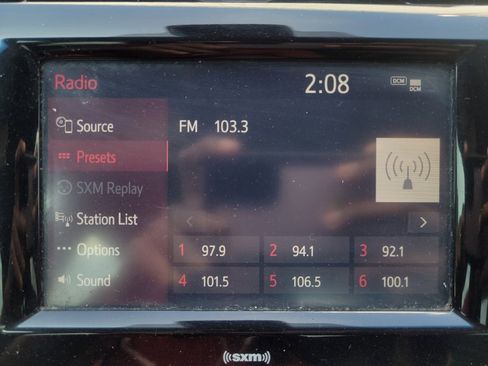 Radio 2:08 DCM DCM
Source FM 103.3
Presets
SXM Replay
Station List
Options 1 97.9 2 94.1 3 92.1
Sound 4 101.5 5 106.5 6 100.1
((sxm))